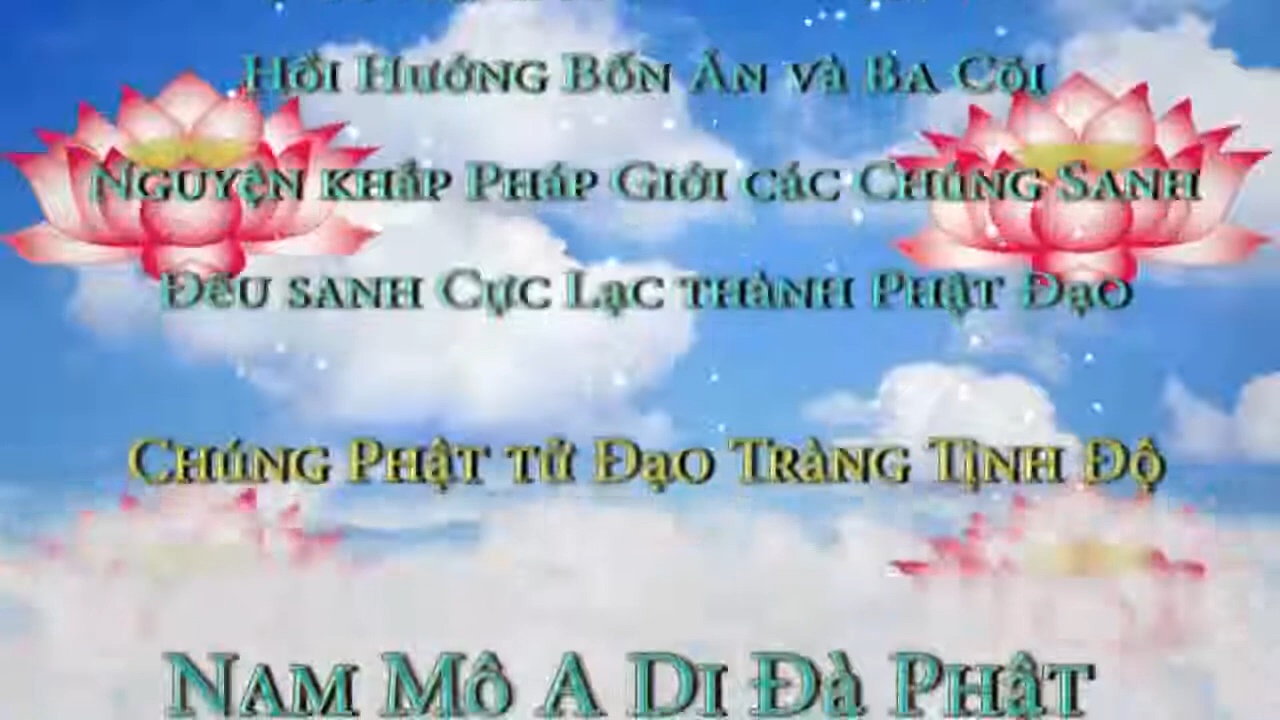 Hồi Hướng Bốn Ân và Ba Cõi
Nguyện khắp Pháp Giới các Chúng Sanh
Đều sanh Cực Lạc thành Phật Đạo
Chúng Phật tử Đạo Tràng Tịnh Độ
Nam Mô A Di Đà Phật